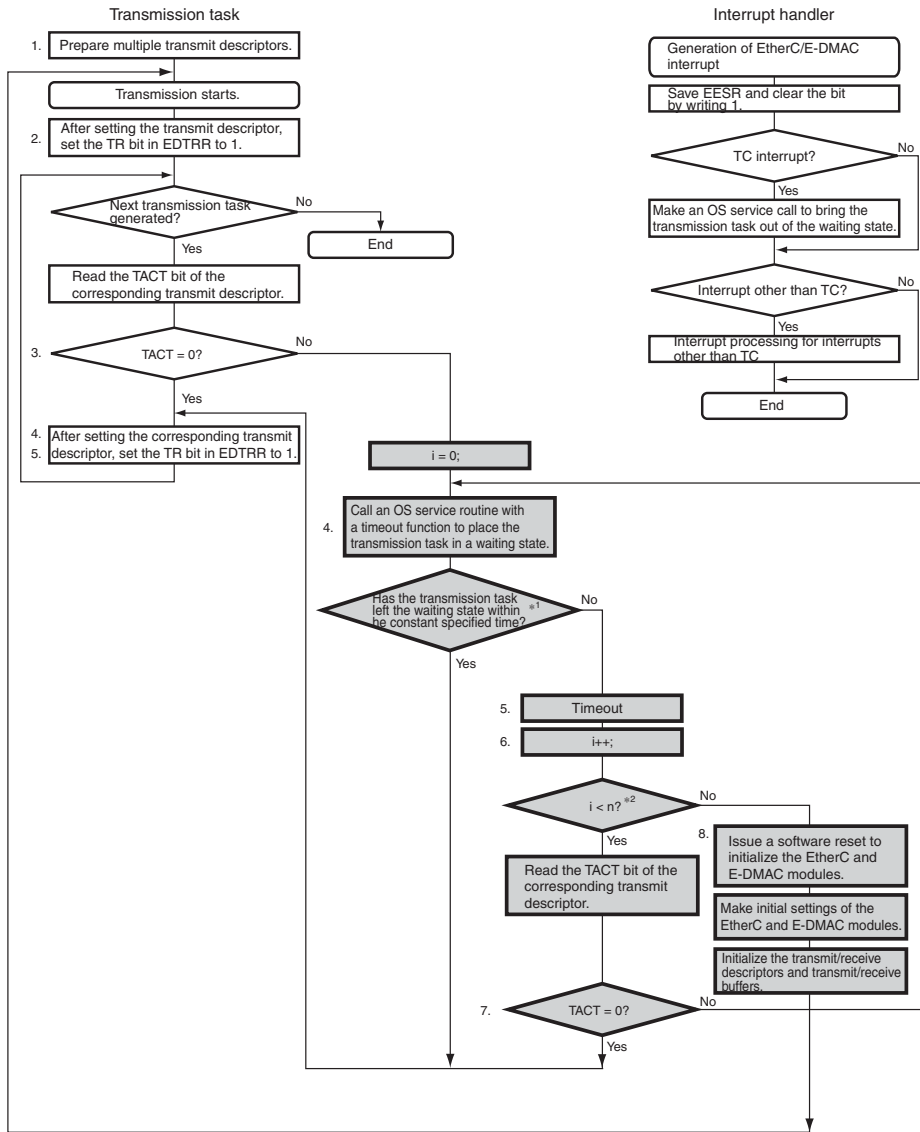 Transmission task
1.
Prepare multiple transmit descriptors.
Transmission starts.
2.
After setting the transmit descriptor,
set the TR bit in EDTRR to 1.
Next transmission task
generated?
No
End
Yes
Read the TACT bit of the
corresponding transmit descriptor.
3.
TACT = 0?
No
Yes
4.
5.
After setting the corresponding transmit
descriptor, set the TR bit in EDTRR to 1.
i = 0;
4.
Call an OS service routine with
a timeout function to place the
transmission task in a waiting state.
Has the transmission task
left the waiting state within
he constant specified time?
*1
No
Yes
5.
Timeout
6.
i++;
i < n? *2
No
Yes
Read the TACT bit of the
corresponding transmit
descriptor.
7.
TACT = 0?
No
Yes
8.
Issue a software reset to
initialize the EtherC and
E-DMAC modules.
Make initial settings of the
EtherC and E-DMAC modules.
Initialize the transmit/receive
descriptors and transmit/receive
buffers.
Interrupt handler
Generation of EtherC/E-DMAC
interrupt
Save EESR and clear the bit
by writing 1.
TC interrupt?
No
Yes
Make an OS service call to bring the
transmission task out of the waiting state.
Interrupt other than TC?
No
Yes
Interrupt processing for interrupts
other than TC
End